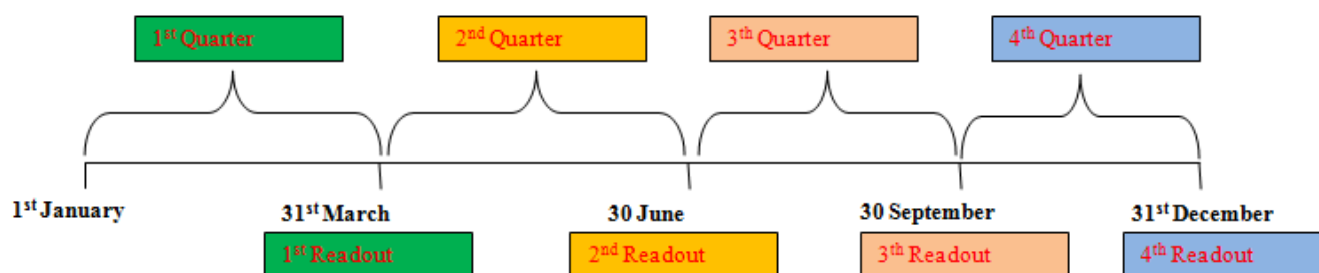 1st Quarter
2nd Quarter
3th Quarter
4th Quarter
1st January
31st March
30 June
30 September
31st December
1st Readout
2nd Readout
3th Readout
4th Readout